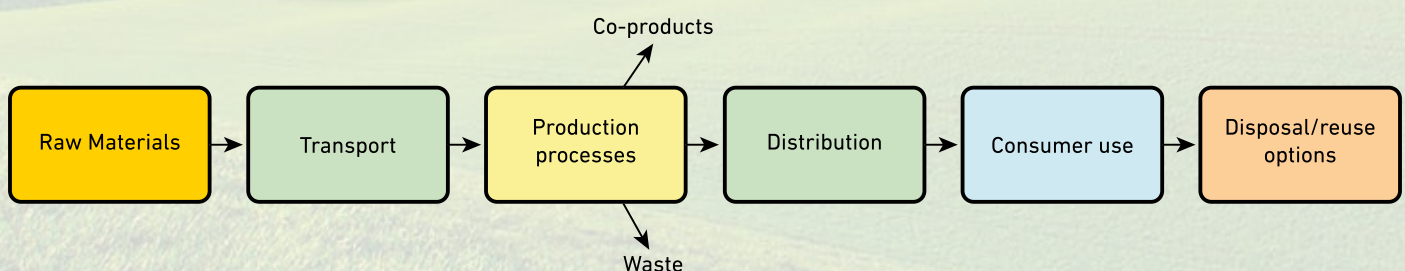 Co-products
Raw Materials
Transport
Production
processes
Distribution
Consumer use
Disposal/reuse
options
Waste